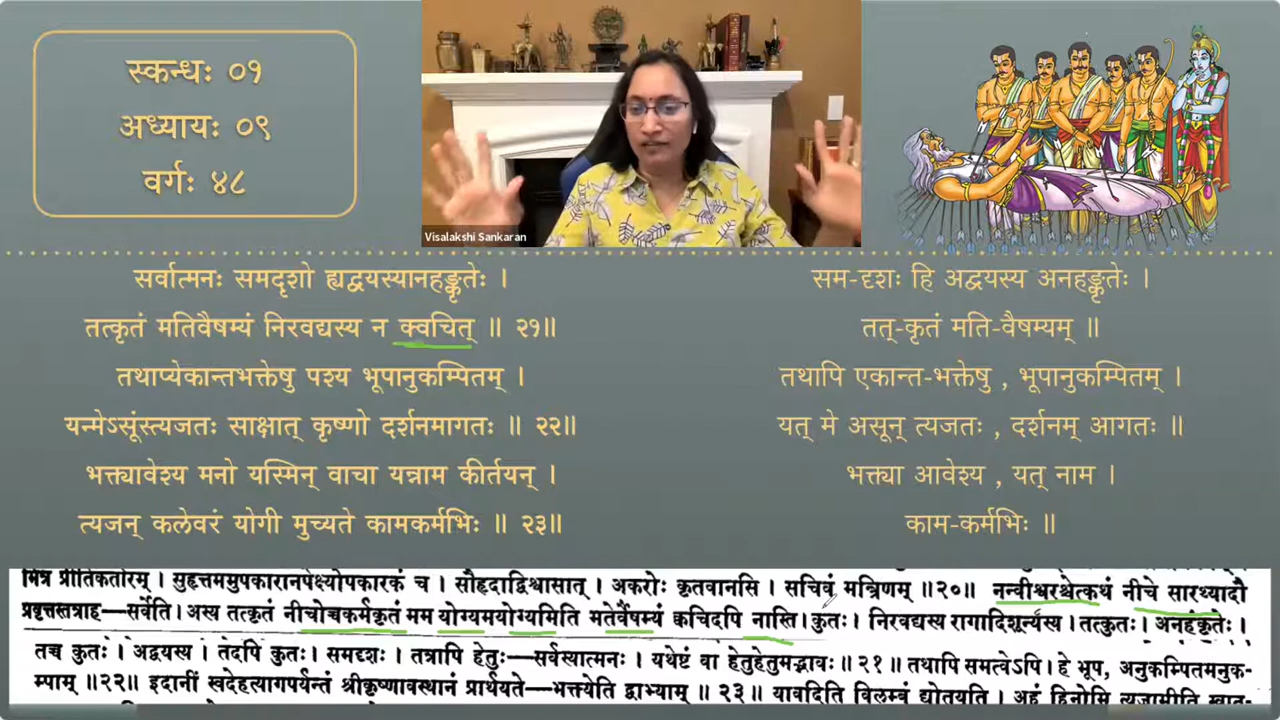 स्कन्धः ०१
अध्यायः ०९
वर्गः ४८
Visalakshi Sankaran
सर्वात्मनः समदृशो ह्यद्वयस्यानहङ्कृतेः ।
तत्कृतं मतिवैषम्यं निरवद्यस्य न क्वचित् ॥ २१॥
तथाप्येकान्तभक्तेषु पश्य भूपानुकम्पितम् ।
यन्मेऽसूंस्त्यजतः साक्षात् कृष्णो दर्शनमागतः ॥ २२॥
भक्त्यावेश्य मनो यस्मिन् वाचा यन्नाम कीर्तयन् ।
त्यजन् कलेवरं योगी मुच्यते कामकर्मभिः ॥ २३॥
सम-दृशः हि अद्वयस्य अनहङ्कृतेः ।
तत्-कृतं मति-वैषम्यम् ॥
तथापि एकान्त-भक्तेषु , भूपानुकम्पितम् ।
यत् मे असून् त्यजतः , दर्शनम् आगतः ॥
भक्त्या आवेश्य , यत् नाम ।
काम-कर्मभिः ॥
मित्रं प्रीतिकर्तारम् । सुहृत्तममुपकारानपेक्ष्योपकारकं च । सौहृदाद्विश्वासात् । अकरोः कृतवानसि । सचिवं मन्त्रिणम् ॥२०॥ नन्वीश्वरश्चेत्कथं नीचे सारथ्यादौ
प्रवृत्तस्तत्राह—सर्वेति । अस्य तत्कृतं नीचोच्चकर्मकृतं मम योग्यमयोग्यमिति मतेर्वैषम्यं क्वचिदपि नास्ति । कुतः । निरवद्यस्य रागादिशून्यस्य । तत्कुतः । अनहंकृतेः ।
तच्च कुतः । अद्वयस्य । तदपि कुतः । समदृशः । तत्रापि हेतुः—सर्वस्यात्मनः । यथेष्टं वा हेतुहेतुमद्भावः ॥ २१ ॥ तथापि समत्वेऽपि । हे भूप, अनुकम्पितमनुक-
म्पाम् ॥२२॥ इदानीं स्वदेहत्यागपर्यन्तं श्रीकृष्णावस्थानं प्रार्थयते—भक्त्येति द्वाभ्याम् ॥ २३ ॥ यावदिति विलम्बं द्योतयति । अहं हिनोमि त्यजामीति